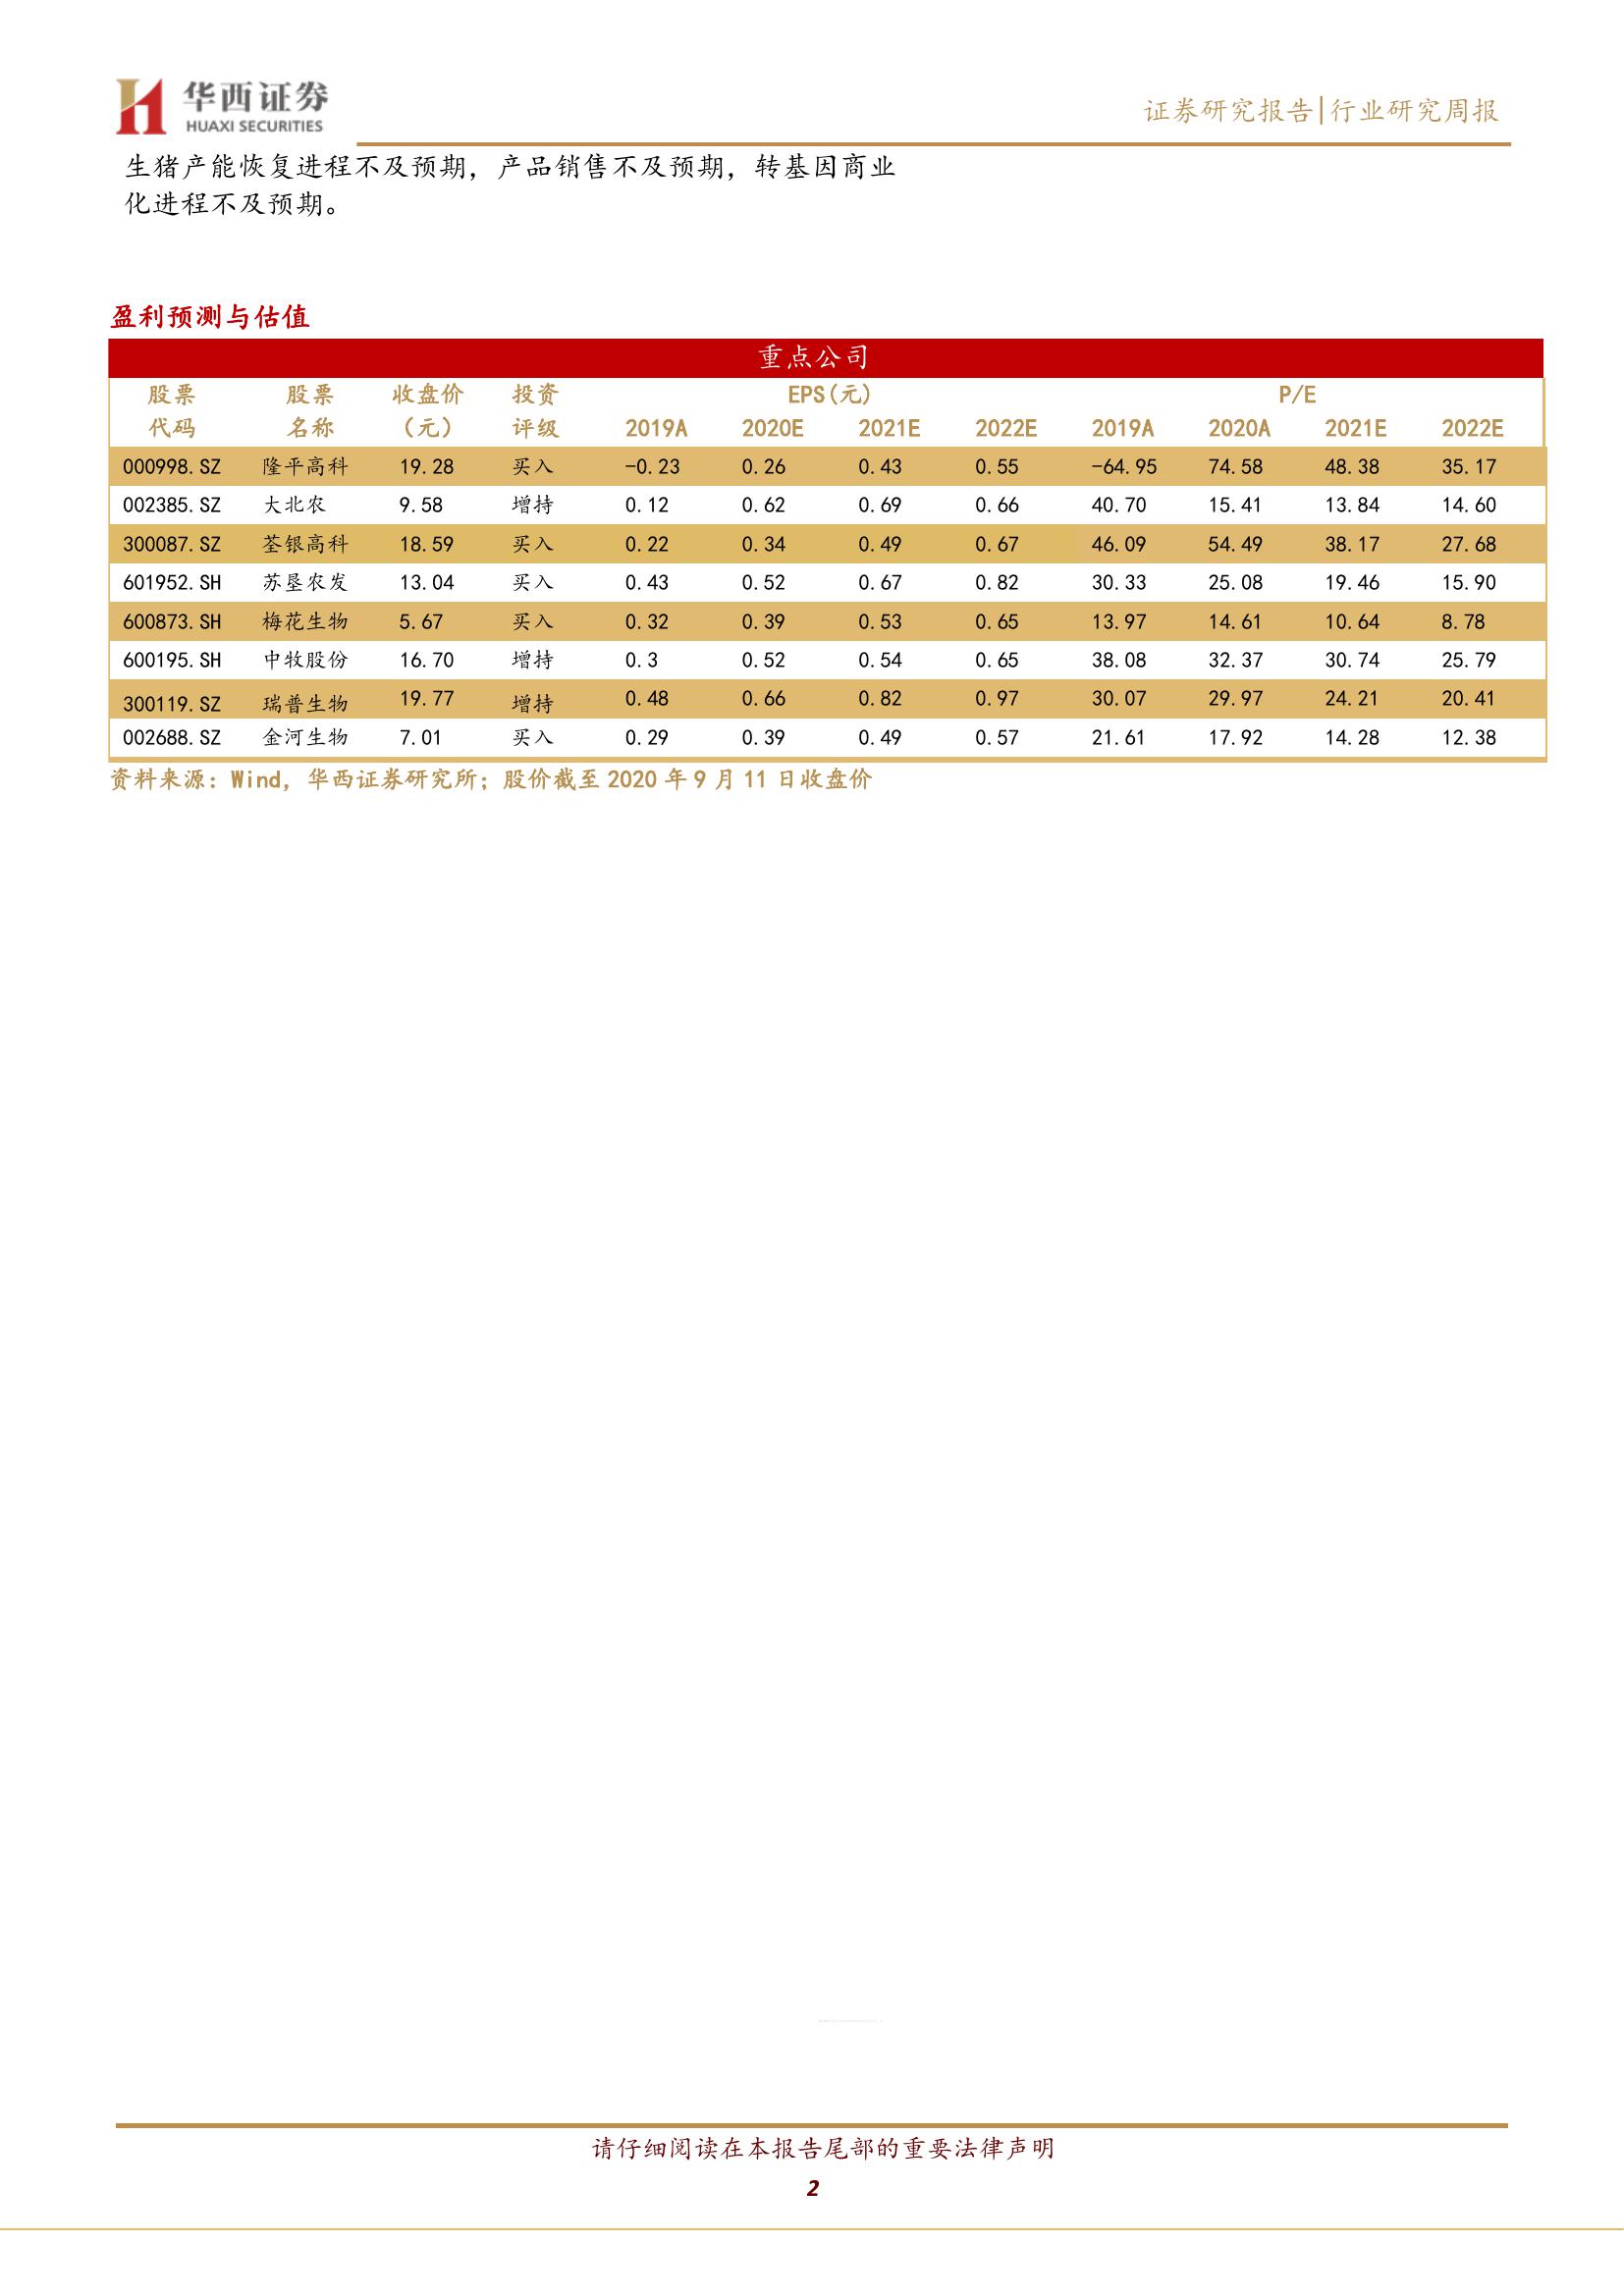 华西证券
HUAXI SECURITIES
证券研究报告|行业研究周报
生猪产能恢复进程不及预期，产品销售不及预期，转基因商业
化进程不及预期。
盈利预测与估值
重点公司
股票 股票 收盘价 投资 EPS(元) P/E
代码 名称 （元） 评级 2019A 2020E 2021E 2022E 2019A 2020A 2021E 2022E
000998.SZ 隆平高科 19.28 买入 -0.23 0.26 0.43 0.55 -64.95 74.58 48.38 35.17
002385.SZ 大北农 9.58 增持 0.12 0.62 0.69 0.66 40.70 15.41 13.84 14.60
300087.SZ 荃银高科 18.59 买入 0.22 0.34 0.49 0.67 46.09 54.49 38.17 27.68
601952.SH 苏垦农发 13.04 买入 0.43 0.52 0.67 0.82 30.33 25.08 19.46 15.90
600873.SH 梅花生物 5.67 买入 0.32 0.39 0.53 0.65 13.97 14.61 10.64 8.78
600195.SH 中牧股份 16.70 增持 0.3 0.52 0.54 0.65 38.08 32.37 30.74 25.79
300119.SZ 瑞普生物 19.77 增持 0.48 0.66 0.82 0.97 30.07 29.97 24.21 20.41
002688.SZ 金河生物 7.01 买入 0.29 0.39 0.49 0.57 21.61 17.92 14.28 12.38
资料来源：Wind，华西证券研究所；股价截至 2020 年 9 月 11 日收盘价
请仔细阅读在本报告尾部的重要法律声明
2